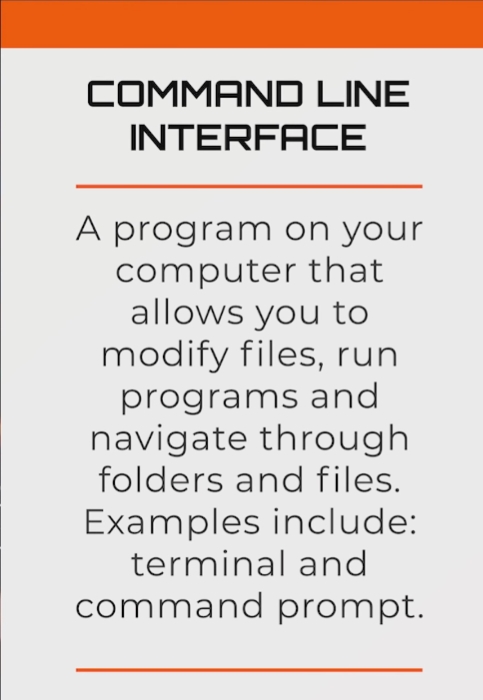 COMMAND LINE
INTERFACE
A program on your
computer that
allows you to
modify files, run
programs and
navigate through
folders and files.
Examples include:
terminal and
command prompt.